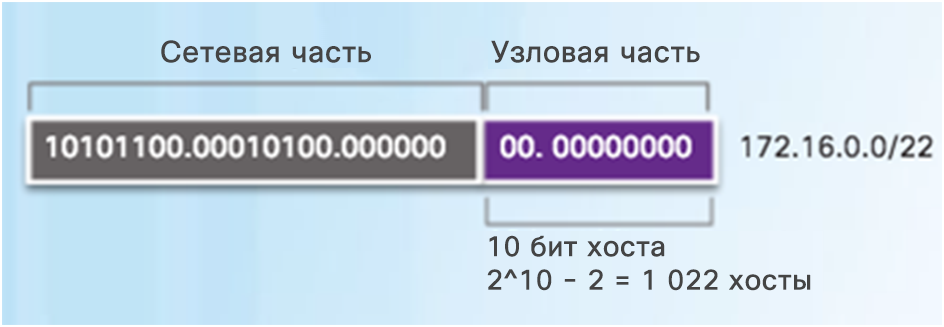 Сетевая часть Узловая часть
10101100.00010100.000000 00. 00000000 172.16.0.0/22
10 бит хоста
2^10 - 2 = 1 022 хосты